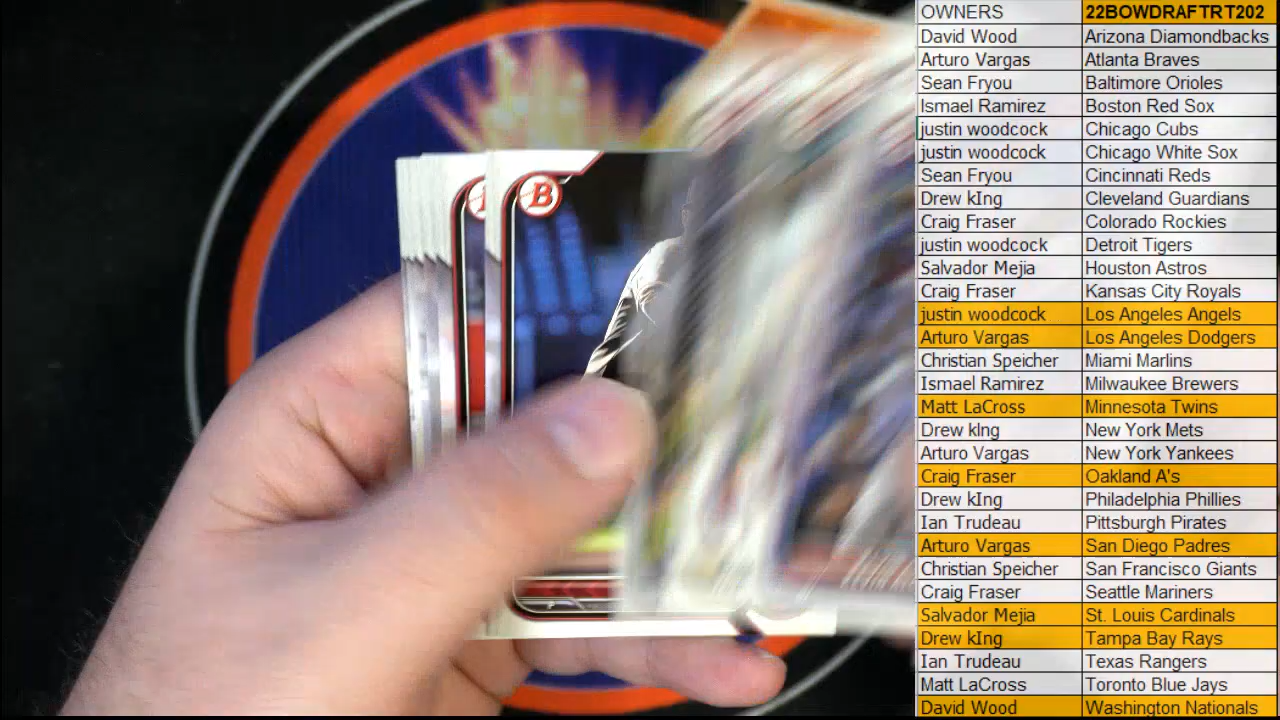 OWNERS 22BOWDRAFTRT202
David Wood Arizona Diamondbacks
Arturo Vargas Atlanta Braves
Sean Fryou Baltimore Orioles
Ismael Ramirez Boston Red Sox
justin woodcock Chicago Cubs
justin woodcock Chicago White Sox
Sean Fryou Cincinnati Reds
Drew kIng Cleveland Guardians
Craig Fraser Colorado Rockies
justin woodcock Detroit Tigers
Salvador Mejia Houston Astros
Craig Fraser Kansas City Royals
justin woodcock Los Angeles Angels
Arturo Vargas Los Angeles Dodgers
Christian Speicher Miami Marlins
Ismael Ramirez Milwaukee Brewers
Matt LaCross Minnesota Twins
Drew kIng New York Mets
Arturo Vargas New York Yankees
Craig Fraser Oakland A's
Drew kIng Philadelphia Phillies
Ian Trudeau Pittsburgh Pirates
Arturo Vargas San Diego Padres
Christian Speicher San Francisco Giants
Craig Fraser Seattle Mariners
Salvador Mejia St. Louis Cardinals
Drew kIng Tampa Bay Rays
Ian Trudeau Texas Rangers
Matt LaCross Toronto Blue Jays
David Wood Washington Nationals
B